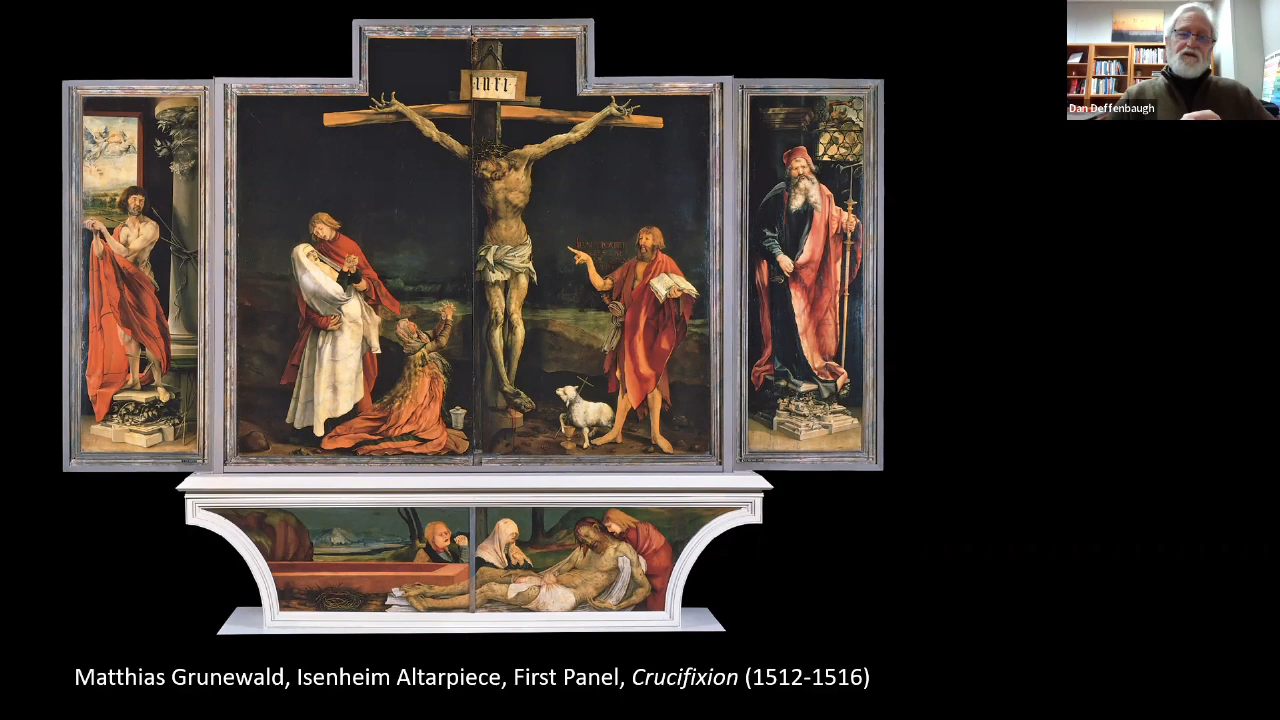 INRI
Dan Deffenbaugh
Matthias Grunewald, Isenheim Altarpiece, First Panel, Crucifixion (1512-1516)